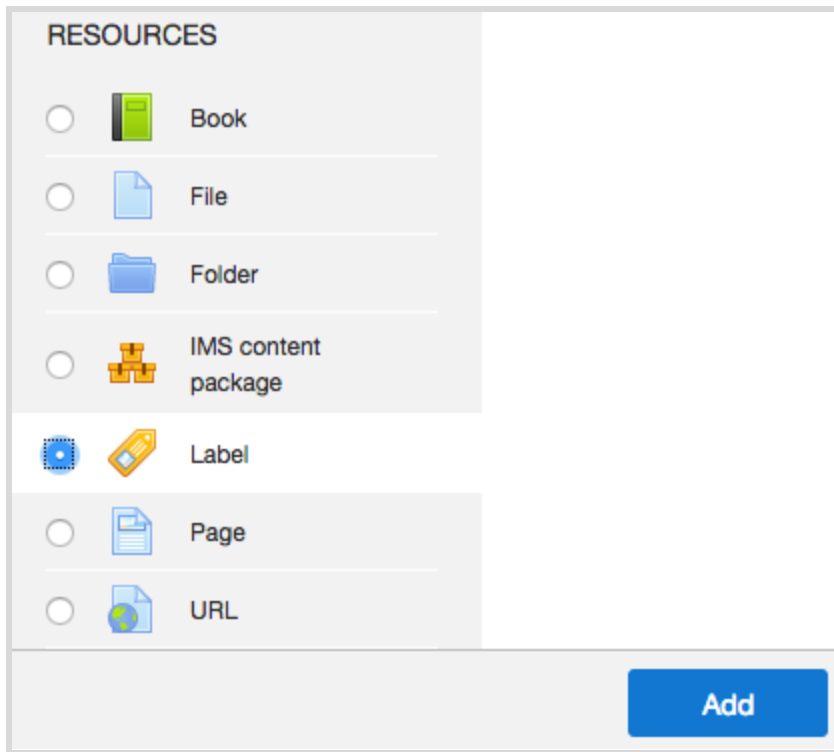 RESOURCES
Book
File
Folder
IMS content
package
Label
Page
URL
Add